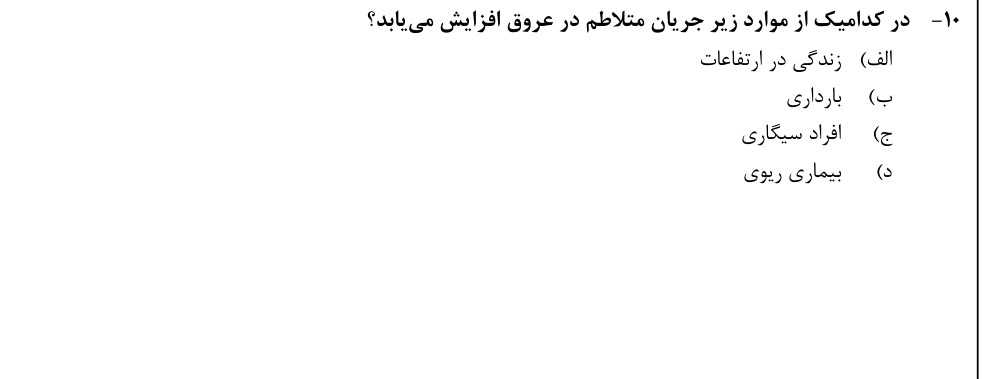 ۱۰- در کدامیک از موارد زیر جریان متلاطم در عروق افزایش می‌یابد؟
الف) زندگی در ارتفاعات
ب) بارداری
ج) افراد سیگاری
د) بیماری ریوی